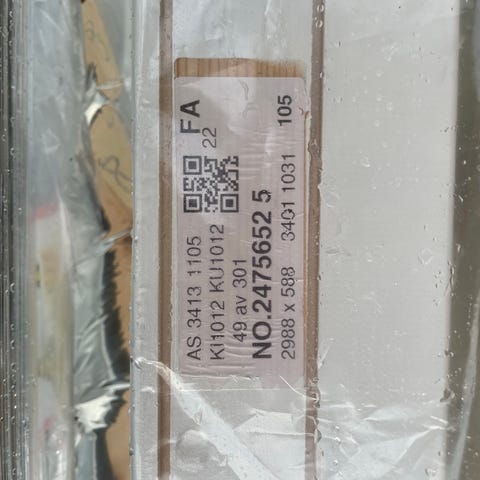 AS 3413 1105 FA
KI1012 KU1012 22
49 av 301
NO.2475652 5
2988 x 588 3401 1031 105